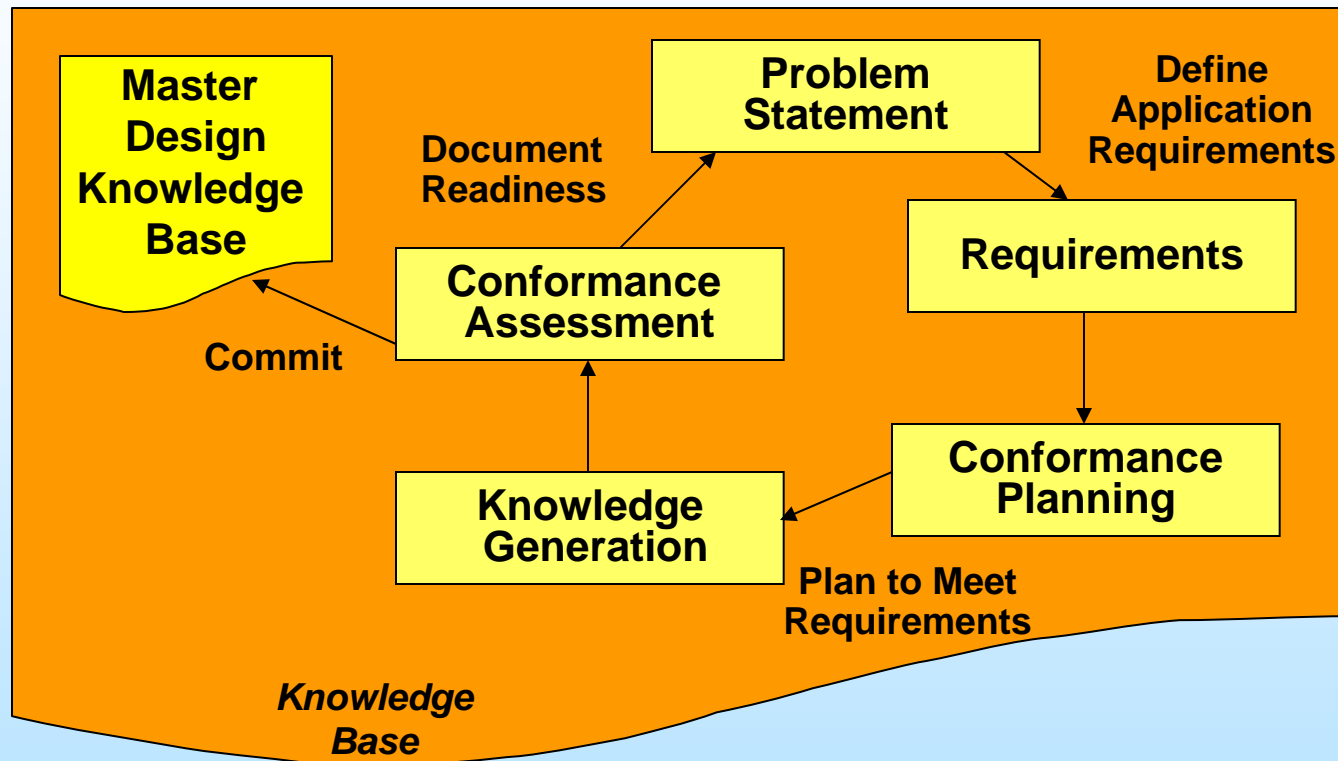 Master
Design
Knowledge
Base
Problem
Statement
Define
Application
Requirements
Document
Readiness
Requirements
Conformance
Assessment
Commit
Conformance
Planning
Knowledge
Generation
Plan to Meet
Requirements
Knowledge
Base